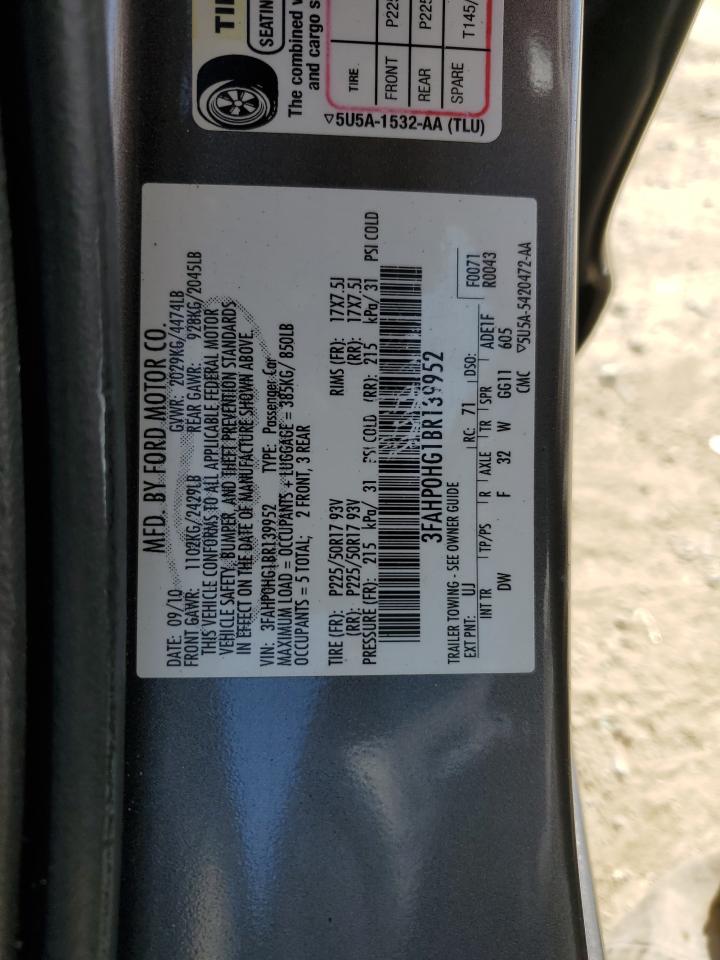 TI
SEATIN
The combined w
and cargo s
TIRE
FRONT P225
REAR P225
SPARE T145/
▽5U5A-1532-AA (TLU)
MFD. BY FORD MOTOR CO.
DATE: 09/10 GVWR: 2029KG/4474LB
FRONT GAWR: 1102KG/2429LB REAR GAWR: 928KG/2045LB
THIS VEHICLE CONFORMS TO ALL APPLICABLE FEDERAL MOTOR
VEHICLE SAFETY, BUMPER, AND THEFT PREVENTION STANDARDS
IN EFFECT ON THE DATE OF MANUFACTURE SHOWN ABOVE.
VIN: 3FAHP0HG1BR139952 TYPE: Passenger Car
MAXIMUM LOAD = OCCUPANTS + LUGGAGE = 385KG/ 850LB
OCCUPANTS = 5 TOTAL; 2 FRONT, 3 REAR
TIRE (FR): P225/50R17 93V RIMS (FR): 17X7.5J
(RR): P225/50R17 93V (RR): 17X7.5J
PRESSURE (FR): 215 kPa/ 31 PSI COLD (RR): 215 kPa/ 31 PSI COLD
3FAHP0HG1BR139952
TRAILER TOWING - SEE OWNER GUIDE F0071
EXT PNT: UJ RC: 71 DSO: R0043
INT TR TP/PS R AXLE TR SPR ADE1F
DW F 32 W GG11 605
CMC ▽5U5A-5420472-AA